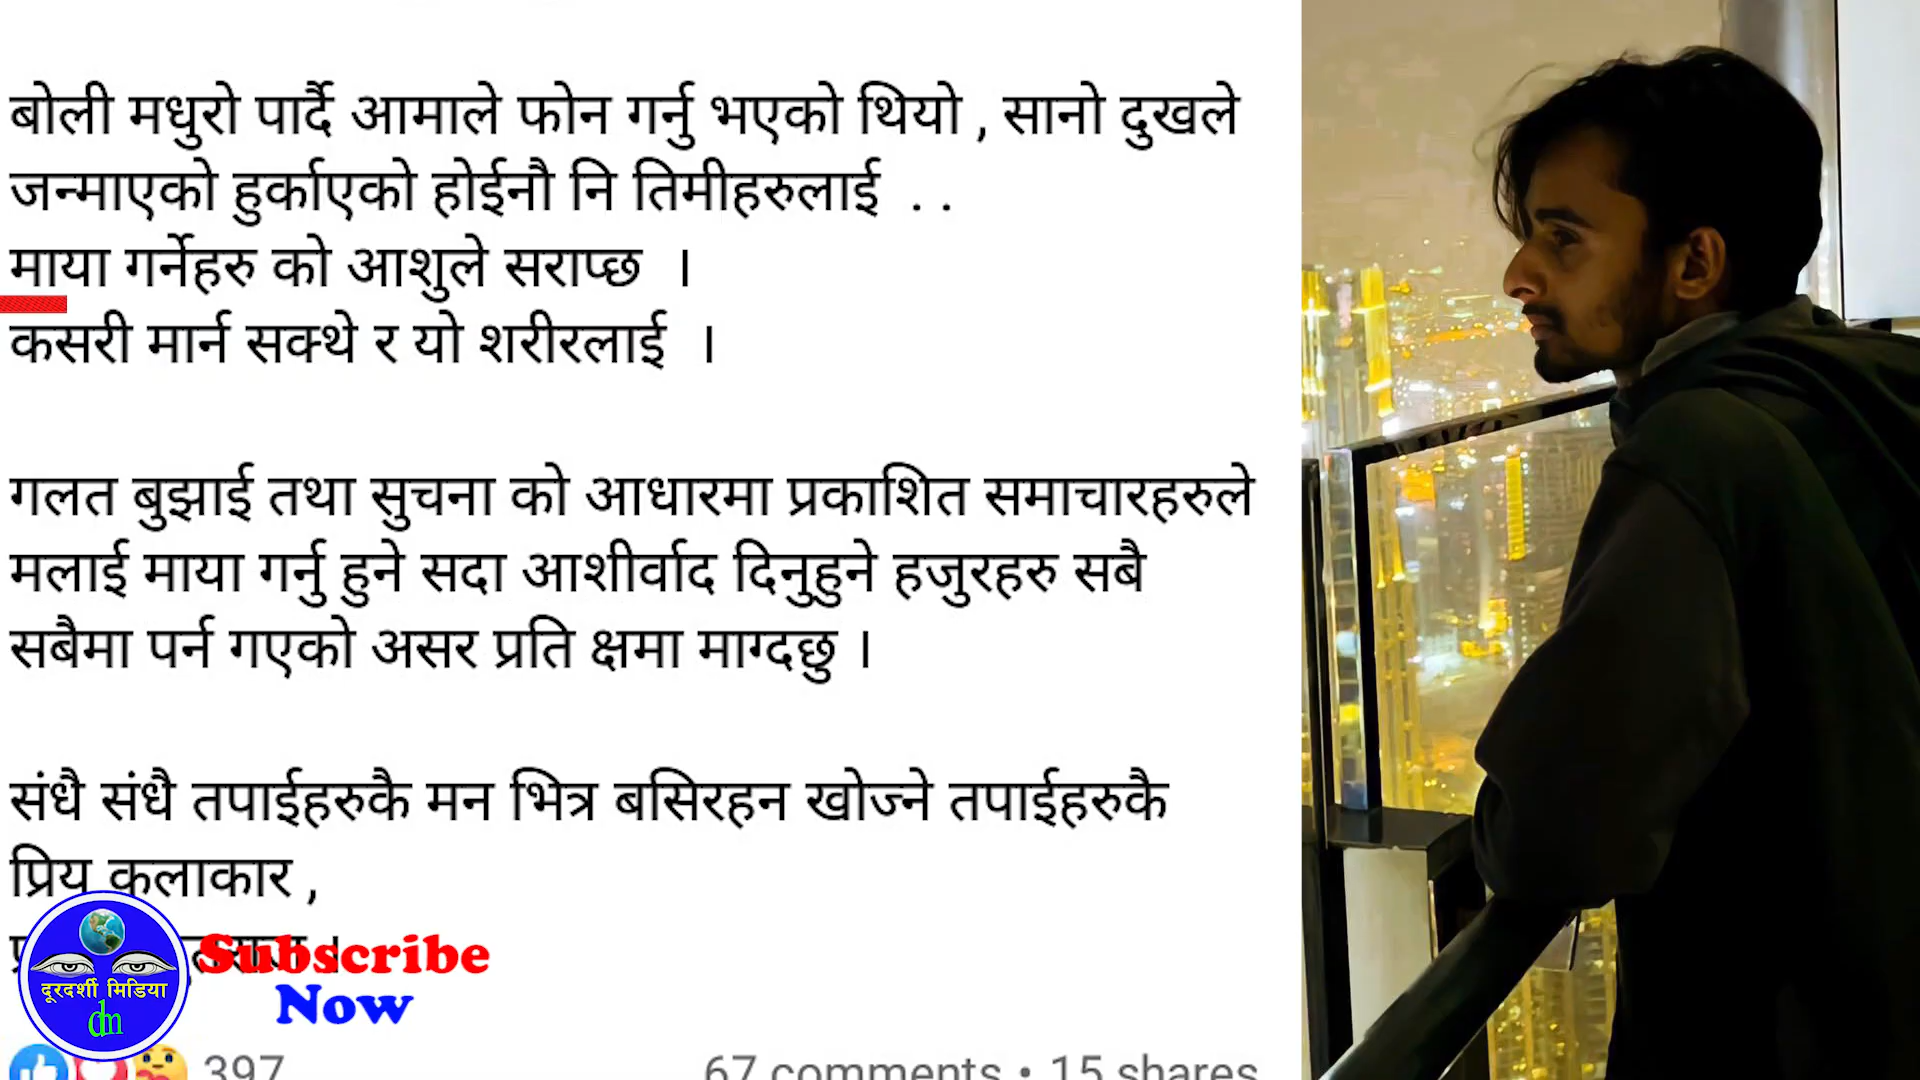 बोली मधुरो पार्दै आमाले फोन गर्नु भएको थियो , सानो दुखले
जन्माएको हुर्काएको होईनौ नि तिमीहरुलाई . .
माया गर्नेहरु को आशुले सराप्छ ।
कसरी मार्न सक्थे र यो शरीरलाई ।
गलत बुझाई तथा सुचना को आधारमा प्रकाशित समाचारहरुले
मलाई माया गर्नु हुने सदा आशीर्वाद दिनुहुने हजुरहरु सबै
सबैमा पर्न गएको असर प्रति क्षमा माग्दछु ।
संधै संधै तपाईहरुकै मन भित्र बसिरहन खोज्ने तपाईहरुकै
प्रिय कलाकार ,
Subscribe
Now
दूरदर्शी मिडिया
dm
397
67 comments • 15 shares